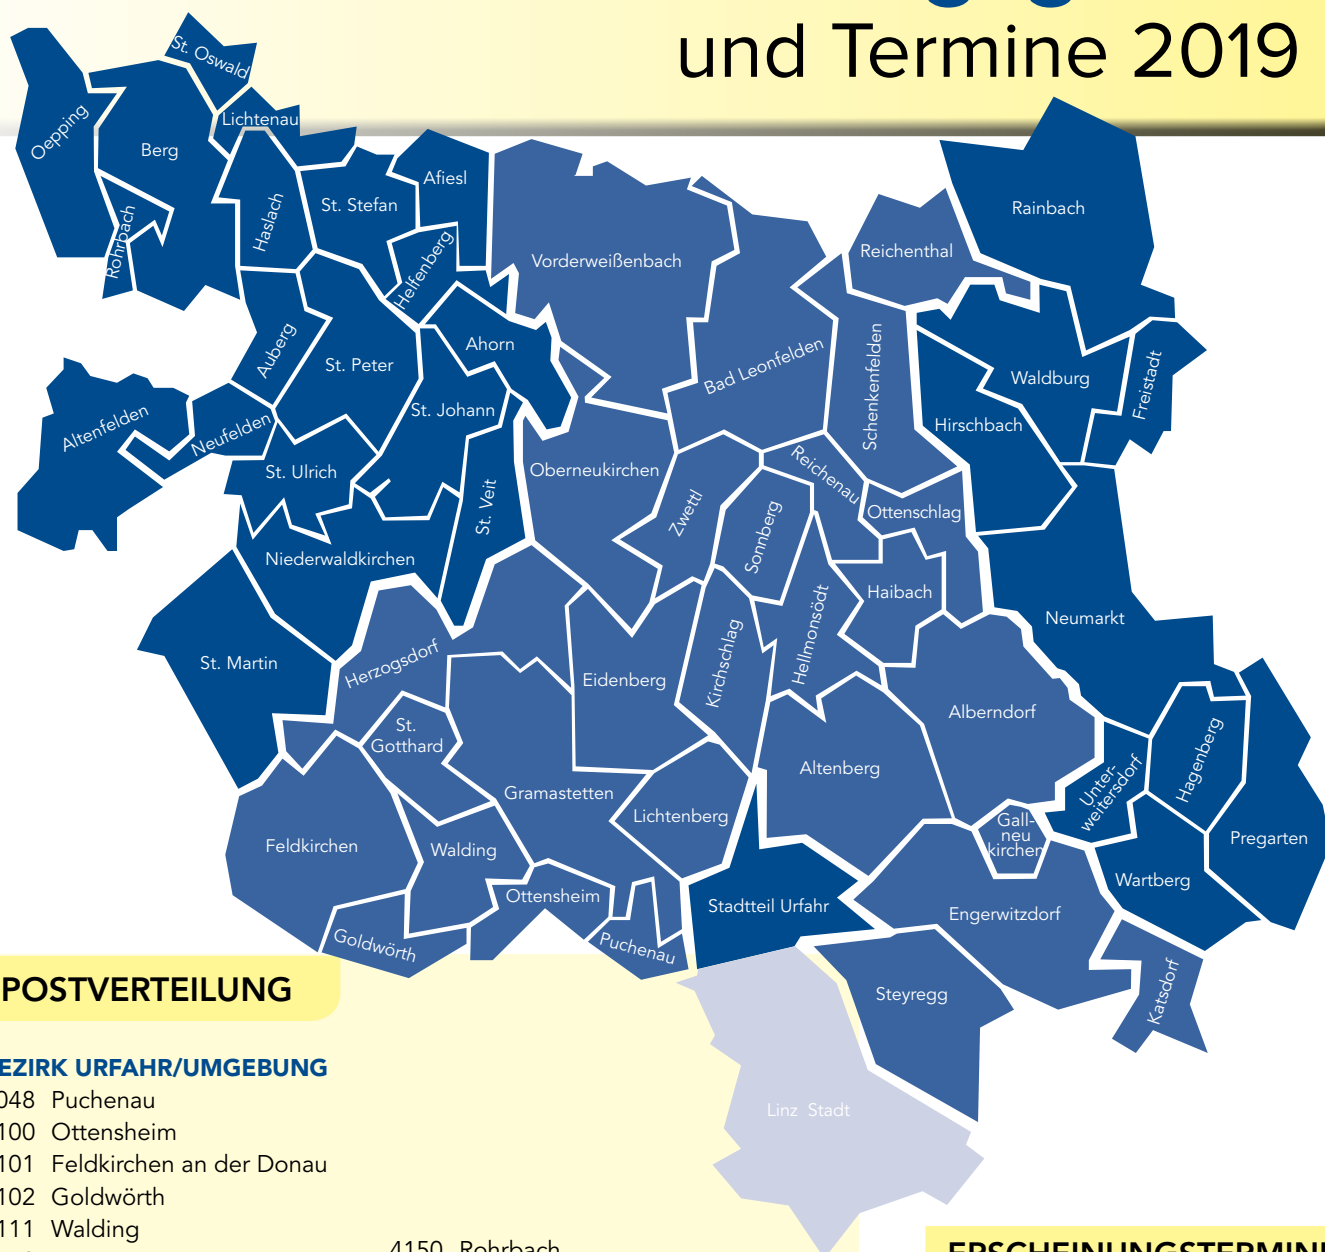 und Termine 2019
St. Oswald
Oepping
Lichtenau
Berg
Afiesl
Haslach
St. Stefan
Rohrbach
Helfenberg
Vorderweißenbach
Rainbach
Reichenthal
Auberg
St. Peter
Ahorn
Bad Leonfelden
Schenkenfelden
Waldburg
Freistadt
Altenfelden
Neufelden
St. Johann
Hirschbach
St. Ulrich
Oberneukirchen
Reichenau
St. Veit
Zwettl
Sonnberg
Ottenschlag
Niederwaldkirchen
Haibach
Neumarkt
St. Martin
Herzogsdorf
Eidenberg
Kirchschlag
Hellmonsödt
Alberndorf
St.
Gotthard
Altenberg
Hagenberg
Unter-
weitersdorf
Gramastetten
Lichtenberg
Gall-
neu
kirchen
Pregarten
Feldkirchen
Walding
Wartberg
Ottensheim
Stadtteil Urfahr
Engerwitzdorf
Goldwörth
Puchenau
Steyregg
Katsdorf
Linz Stadt
POSTVERTEILUNG
EZIRK URFAHR/UMGEBUNG
048 Puchenau
100 Ottensheim
101 Feldkirchen an der Donau
102 Goldwörth
111 Walding
4150 Rohrbach
ERSCHEINUNGSTERMIN